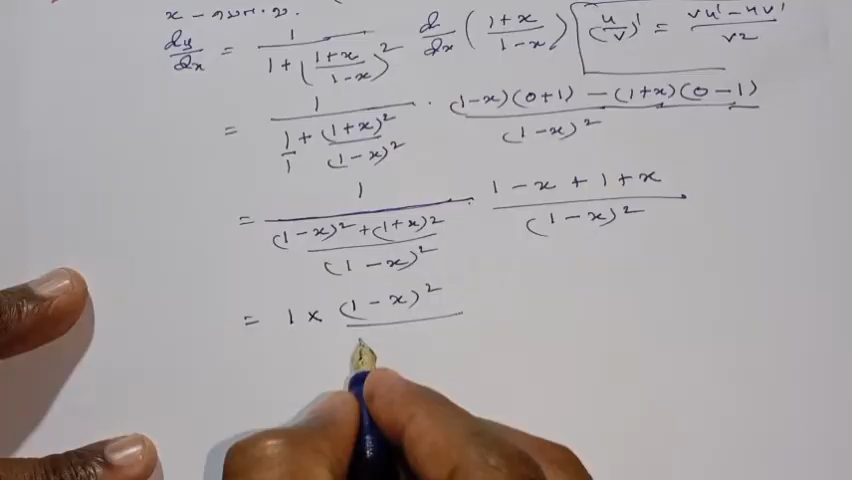 dy/dx = 1/(1+((1+x)/(1-x))²) d/dx ((1+x)/(1-x)) (u/v)' = (vu'-uv')/v2
= 1/(1/1 + (1+x)²/(1-x)²) · ((1-x)(0+1) - (1+x)(0-1))/(1-x)²
= 1/(((1-x)²+(1+x)2)/(1-x)²) · (1-x+1+x)/(1-x)²
= 1 × (1-x)²